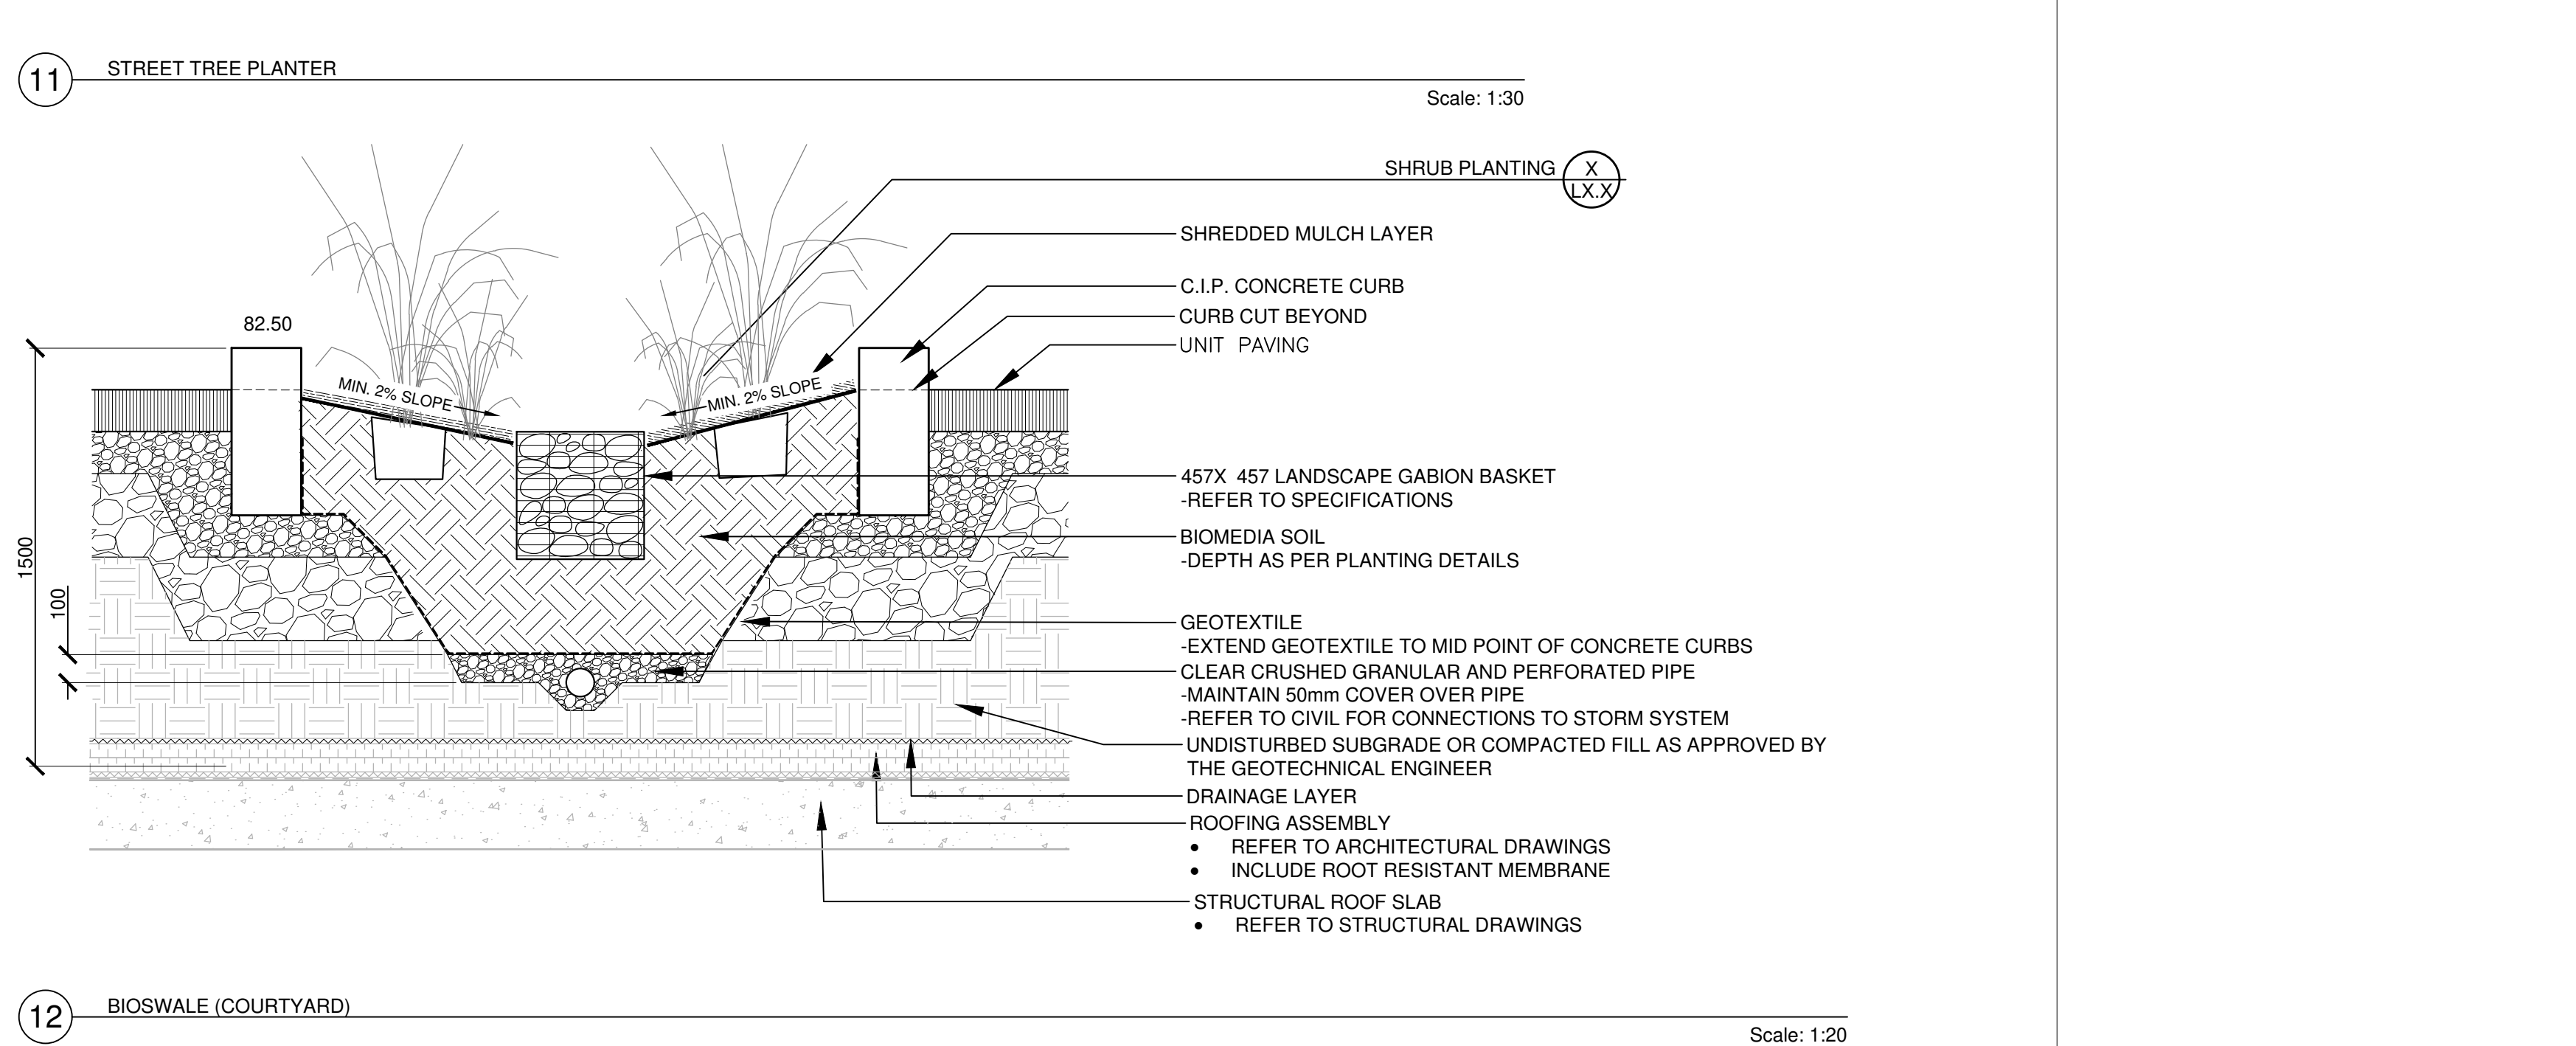 11 STREET TREE PLANTER
Scale: 1:30
SHRUB PLANTING X
LX.X
SHREDDED MULCH LAYER
C.I.P. CONCRETE CURB
82.50
CURB CUT BEYOND
UNIT PAVING
MIN. 2% SLOPE
MIN. 2% SLOPE
457X 457 LANDSCAPE GABION BASKET
-REFER TO SPECIFICATIONS
BIOMEDIA SOIL
-DEPTH AS PER PLANTING DETAILS
1500
100
GEOTEXTILE
-EXTEND GEOTEXTILE TO MID POINT OF CONCRETE CURBS
CLEAR CRUSHED GRANULAR AND PERFORATED PIPE
-MAINTAIN 50mm COVER OVER PIPE
-REFER TO CIVIL FOR CONNECTIONS TO STORM SYSTEM
UNDISTURBED SUBGRADE OR COMPACTED FILL AS APPROVED BY
THE GEOTECHNICAL ENGINEER
DRAINAGE LAYER
ROOFING ASSEMBLY
• REFER TO ARCHITECTURAL DRAWINGS
• INCLUDE ROOT RESISTANT MEMBRANE
STRUCTURAL ROOF SLAB
• REFER TO STRUCTURAL DRAWINGS
12 BIOSWALE (COURTYARD)
Scale: 1:20